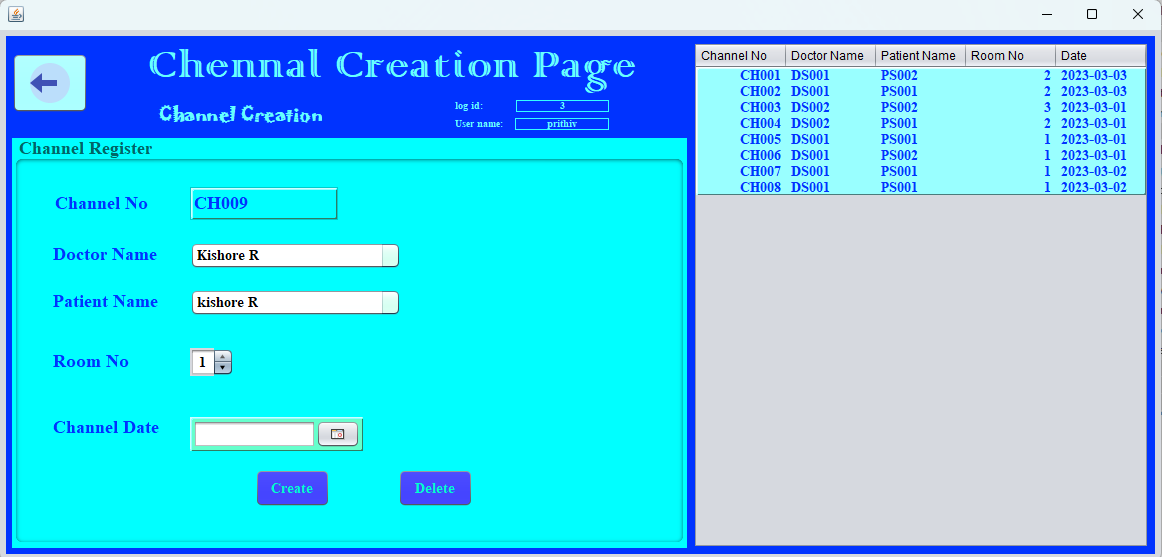 Chennal Creation Page
Channel Creation
log id: 3
User name: prithiv
Channel Register
Channel No CH009
Doctor Name Kishore R
Patient Name kishore R
Room No 1
Channel Date
Create Delete
Channel No Doctor Name Patient Name Room No Date
CH001 DS001 PS002 2 2023-03-03
CH002 DS001 PS001 2 2023-03-03
CH003 DS002 PS002 3 2023-03-01
CH004 DS002 PS001 2 2023-03-01
CH005 DS001 PS001 1 2023-03-01
CH006 DS001 PS002 1 2023-03-01
CH007 DS001 PS001 1 2023-03-02
CH008 DS001 PS001 1 2023-03-02